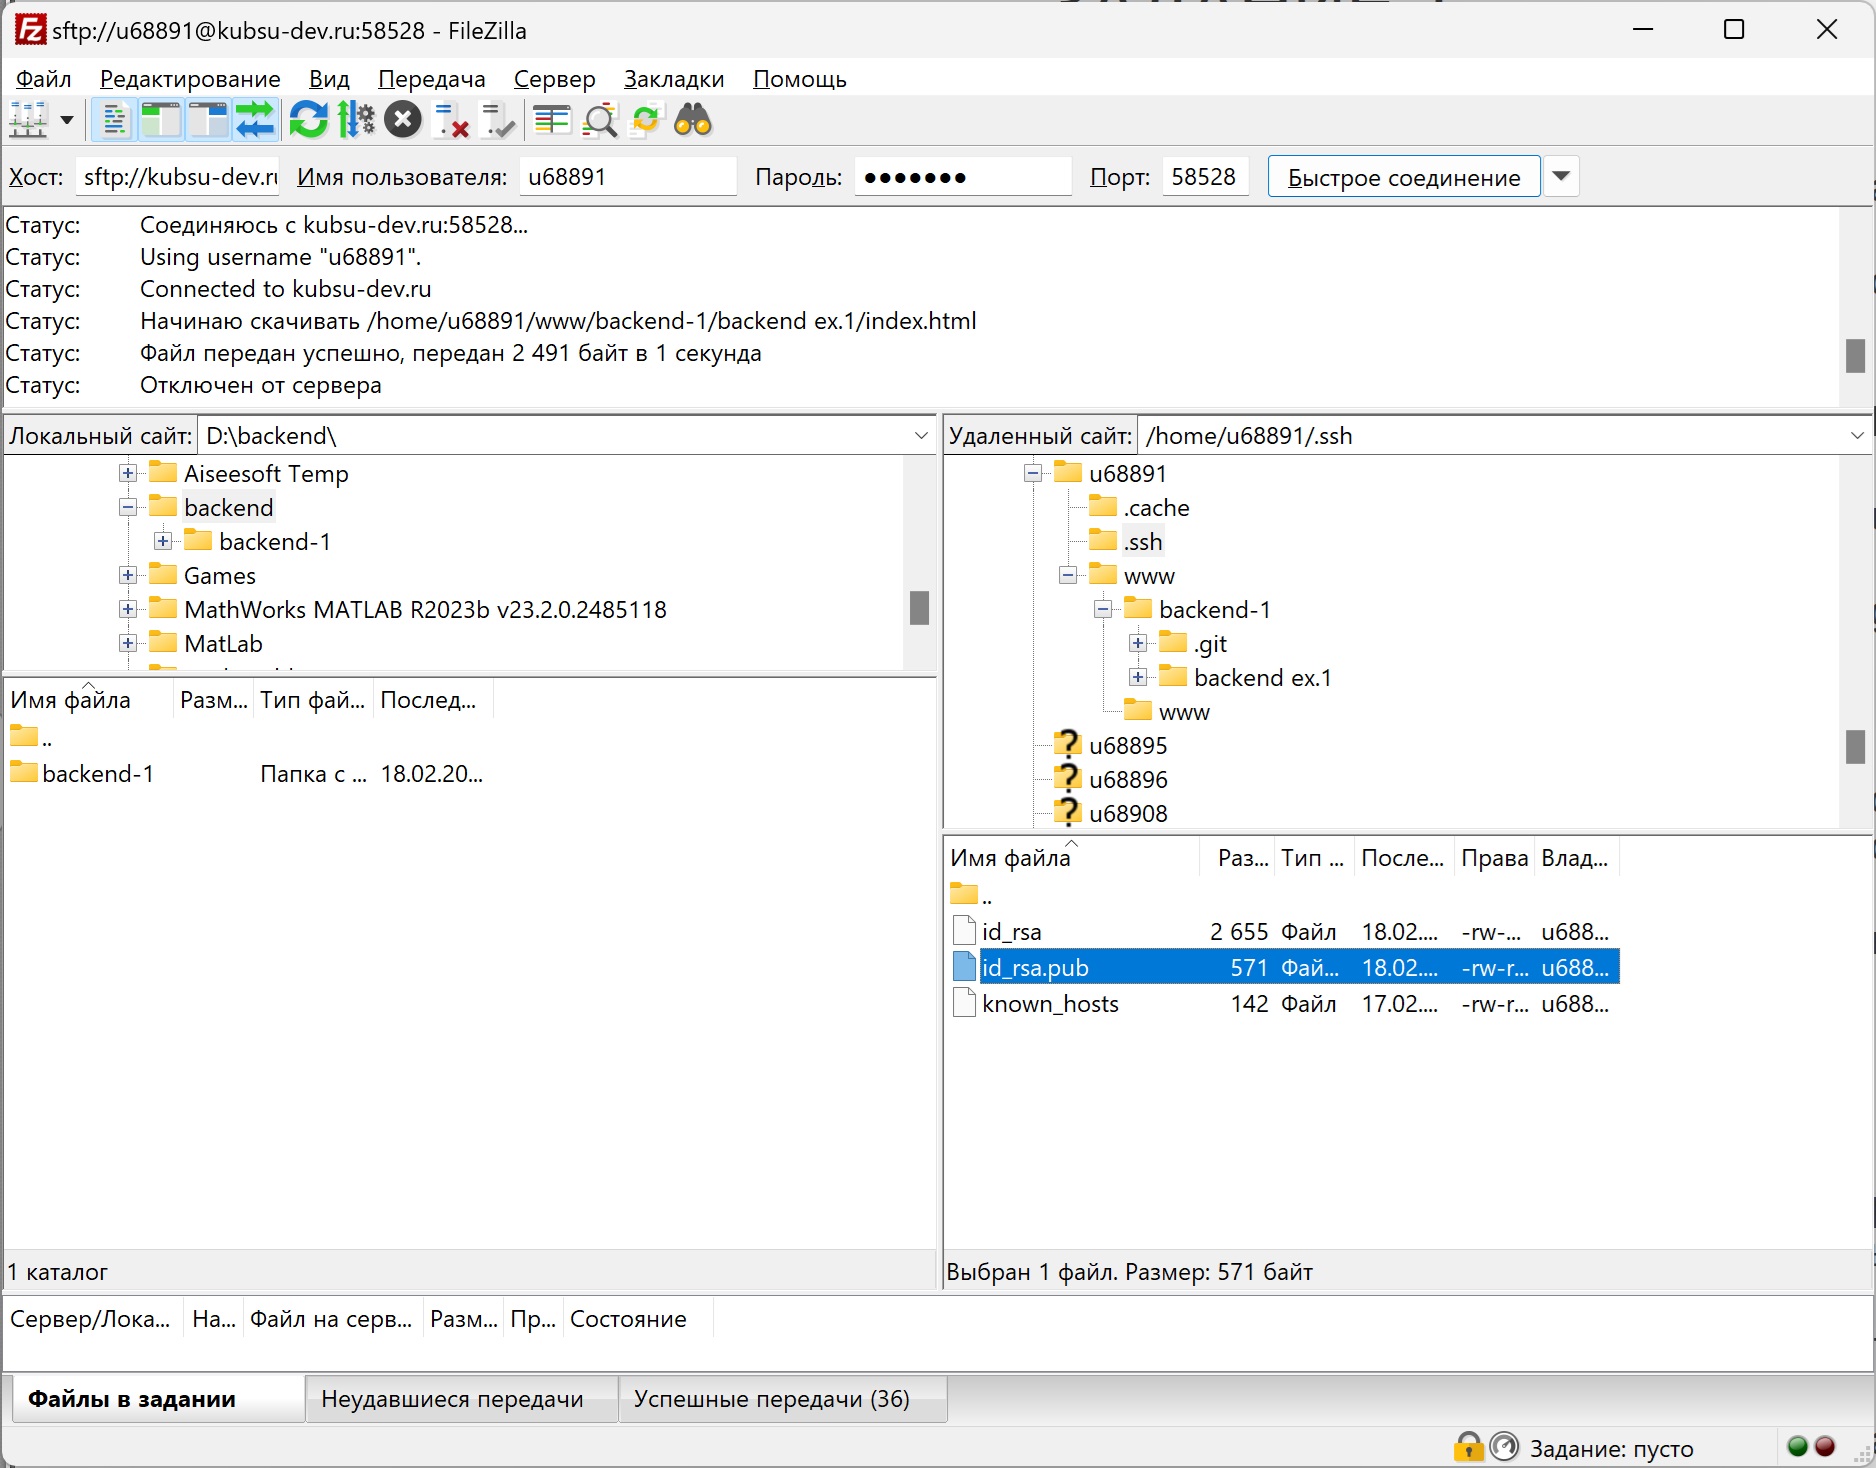 sftp://u68891@kubsu-dev.ru:58528 - FileZilla
Файл Редактирование Вид Передача Сервер Закладки Помощь
Хост: sftp://kubsu-dev.ru Имя пользователя: u68891 Пароль: ●●●●●●● Порт: 58528 Быстрое соединение
Статус: Соединяюсь с kubsu-dev.ru:58528...
Статус: Using username "u68891".
Статус: Connected to kubsu-dev.ru
Статус: Начинаю скачивать /home/u68891/www/backend-1/backend ex.1/index.html
Статус: Файл передан успешно, передан 2 491 байт в 1 секунда
Статус: Отключен от сервера
Локальный сайт: D:\backend\
Aiseesoft Temp
backend
backend-1
Games
MathWorks MATLAB R2023b v23.2.0.2485118
MatLab
Имя файла Разм... Тип фай... Послед...
..
backend-1 Папка с ... 18.02.20...
1 каталог
Удаленный сайт: /home/u68891/.ssh
u68891
.cache
.ssh
www
backend-1
.git
backend ex.1
www
u68895
u68896
u68908
Имя файла Раз... Тип ... После... Права Влад...
..
id_rsa 2 655 Файл 18.02.... -rw-... u688...
id_rsa.pub 571 Фай... 18.02.... -rw-r... u688...
known_hosts 142 Файл 17.02.... -rw-r... u688...
Выбран 1 файл. Размер: 571 байт
Сервер/Лока... На... Файл на серв... Разм... Пр... Состояние
Файлы в задании Неудавшиеся передачи Успешные передачи (36)
Задание: пусто